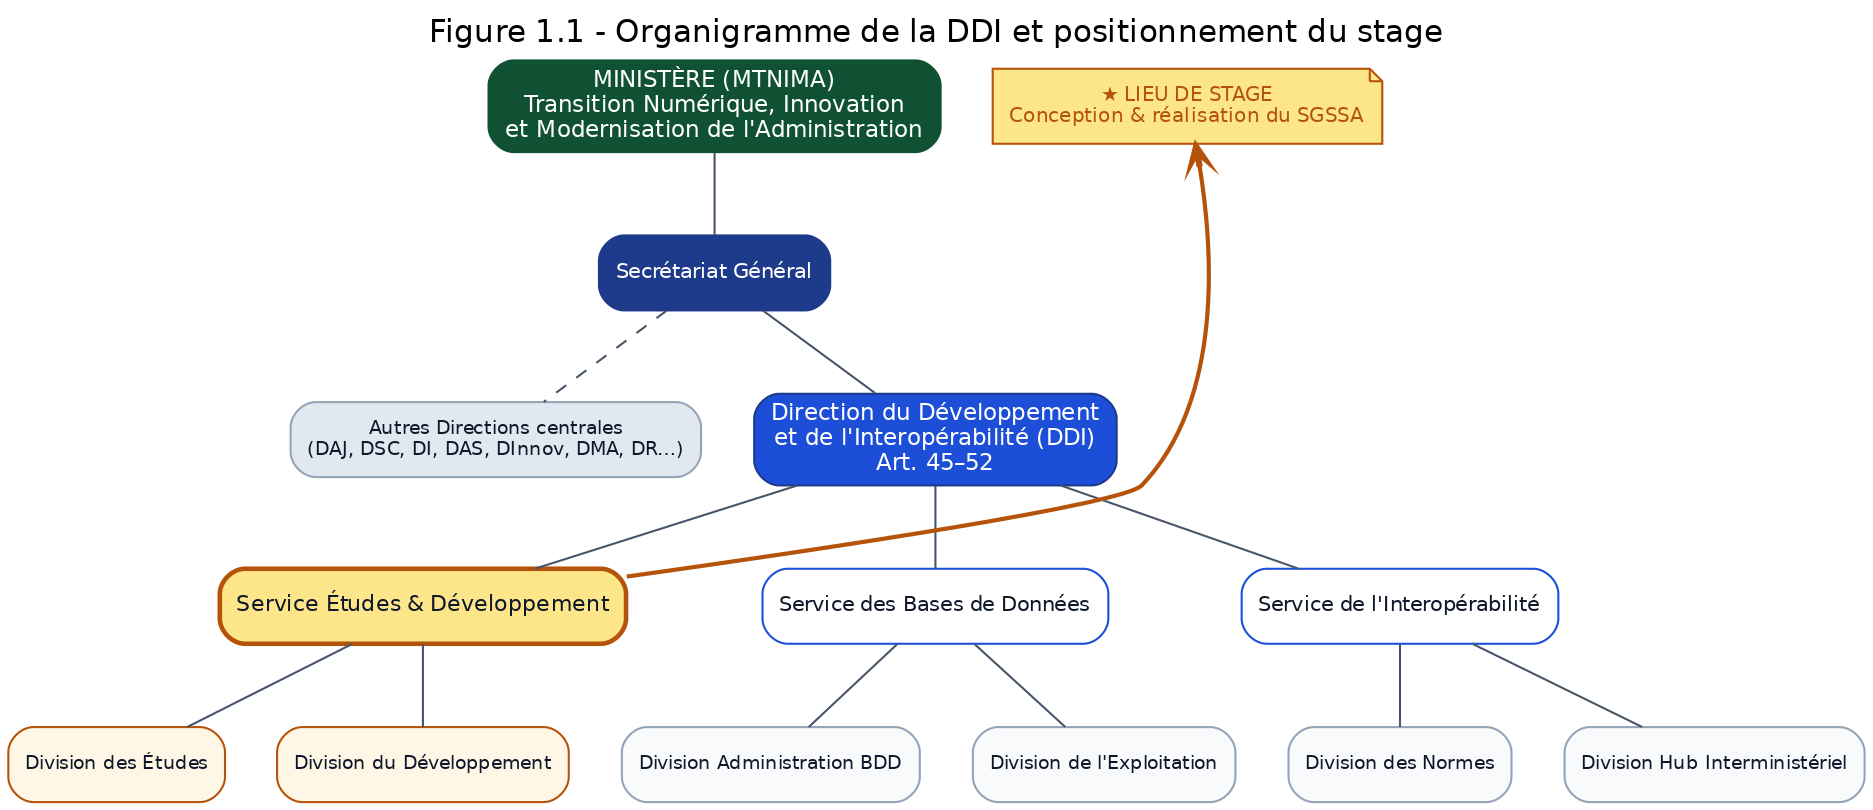 Figure 1.1 - Organigramme de la DDI et positionnement du stage
MINISTÈRE (MTNIMA)
Transition Numérique, Innovation
et Modernisation de l'Administration
★ LIEU DE STAGE
Conception & réalisation du SGSSA
Secrétariat Général
Autres Directions centrales
(DAJ, DSC, DI, DAS, DInnov, DMA, DR...)
Direction du Développement
et de l'Interopérabilité (DDI)
Art. 45–52
Service Études & Développement
Service des Bases de Données
Service de l'Interopérabilité
Division des Études
Division du Développement
Division Administration BDD
Division de l'Exploitation
Division des Normes
Division Hub Interministériel